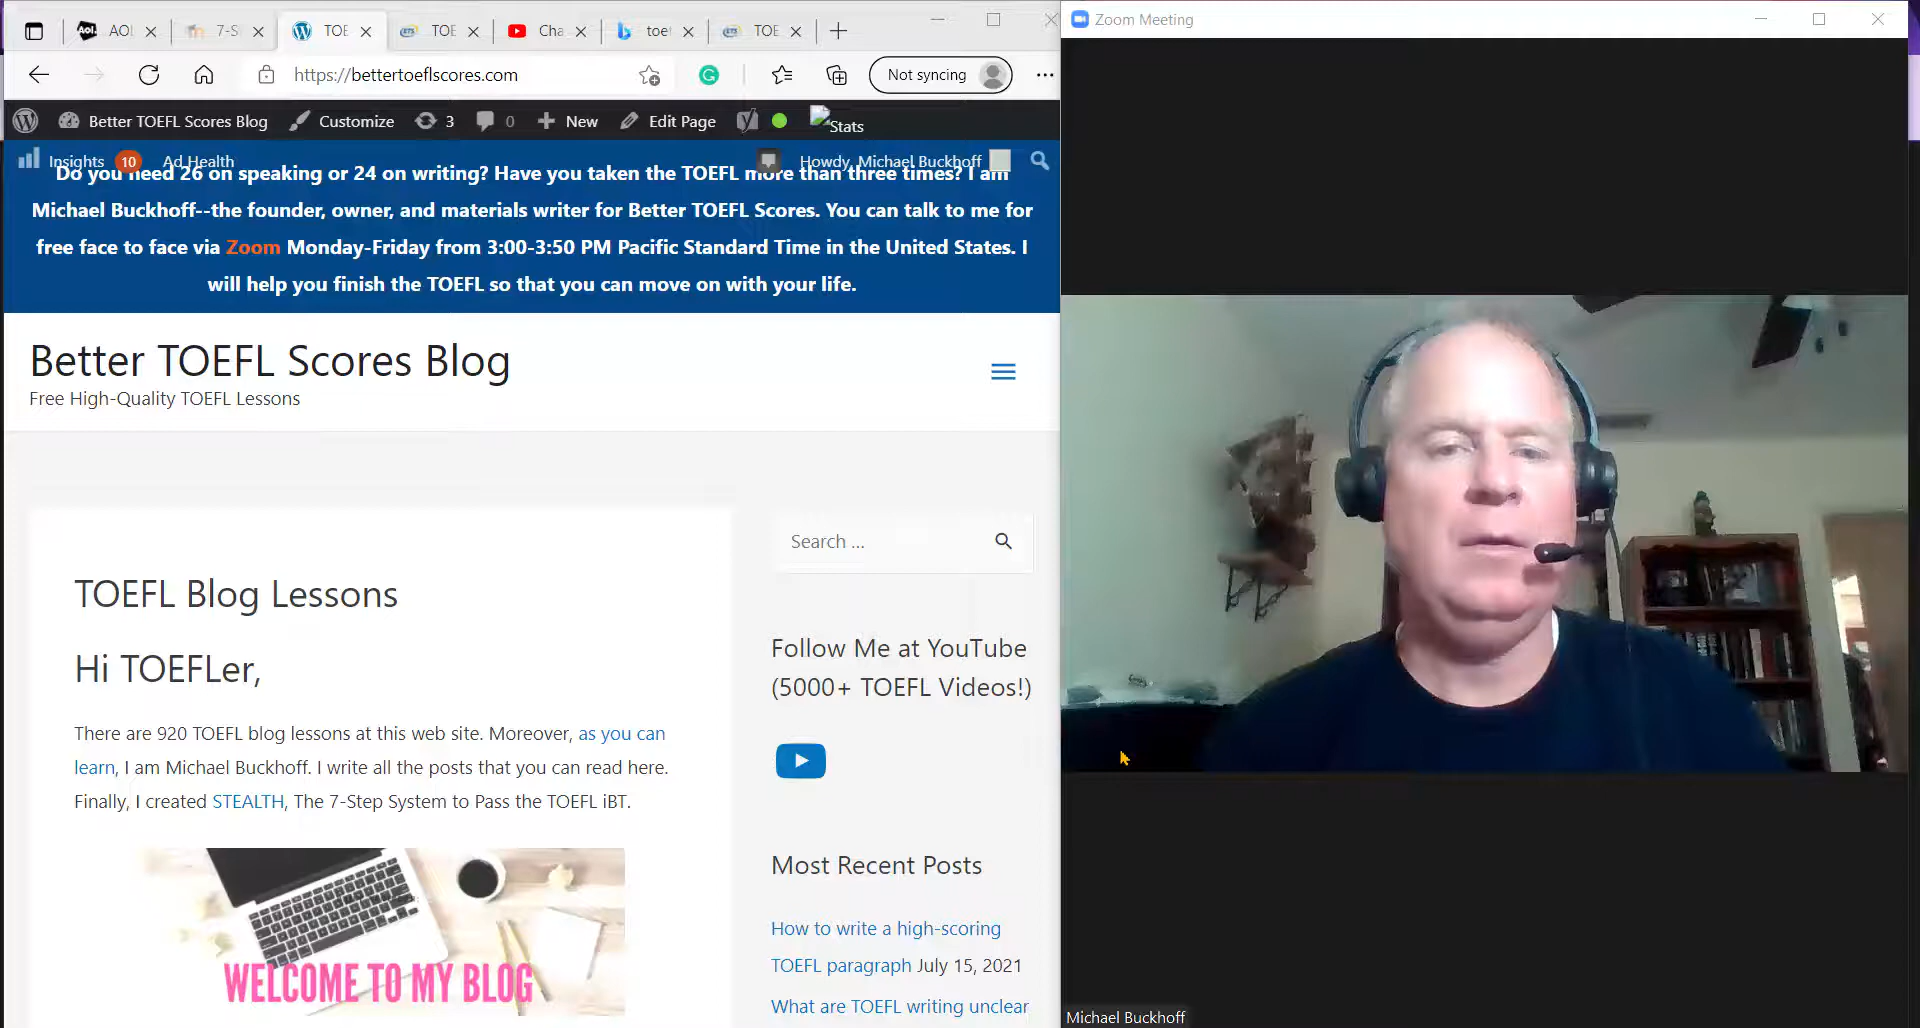 AOl.
AOL
7-S
TOE
TOE
Cha
toe
TOE
Zoom Meeting
https://bettertoeflscores.com
Not syncing
Better TOEFL Scores Blog
Customize
3
0
New
Edit Page
Stats
Insights
10
Ad Health
Howdy, Michael Buckhoff
Do you need 26 on speaking or 24 on writing? Have you taken the TOEFL more than three times? I am
Michael Buckhoff--the founder, owner, and materials writer for Better TOEFL Scores. You can talk to me for
free face to face via Zoom Monday-Friday from 3:00-3:50 PM Pacific Standard Time in the United States. I
will help you finish the TOEFL so that you can move on with your life.
Better TOEFL Scores Blog
Free High-Quality TOEFL Lessons
Search ...
TOEFL Blog Lessons
Hi TOEFLer,
There are 920 TOEFL blog lessons at this web site. Moreover, as you can
learn, I am Michael Buckhoff. I write all the posts that you can read here.
Finally, I created STEALTH, The 7-Step System to Pass the TOEFL iBT.
WELCOME TO MY BLOG
Follow Me at YouTube
(5000+ TOEFL Videos!)
Most Recent Posts
How to write a high-scoring
TOEFL paragraph July 15, 2021
What are TOEFL writing unclear
Michael Buckhoff